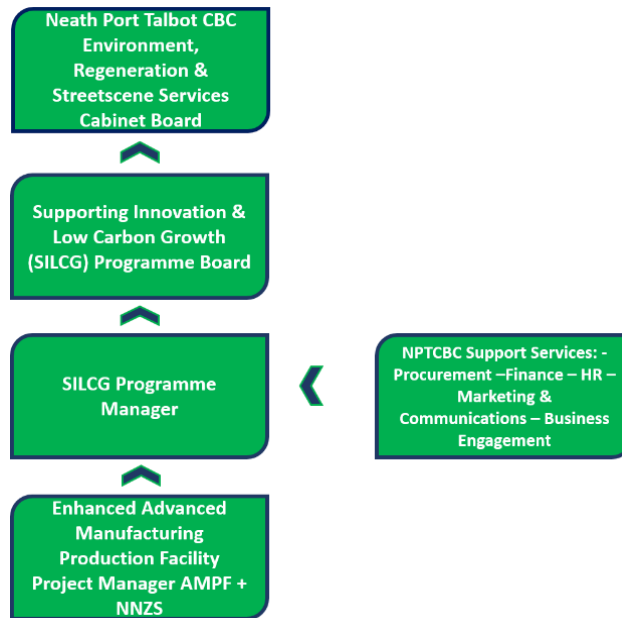 Neath Port Talbot CBC
Environment,
Regeneration &
Streetscene Services
Cabinet Board
Supporting Innovation &
Low Carbon Growth
(SILCG) Programme Board
SILCG Programme
Manager
NPTCBC Support Services: -
Procurement –Finance – HR –
Marketing &
Communications – Business
Engagement
Enhanced Advanced
Manufacturing
Production Facility
Project Manager AMPF +
NNZS